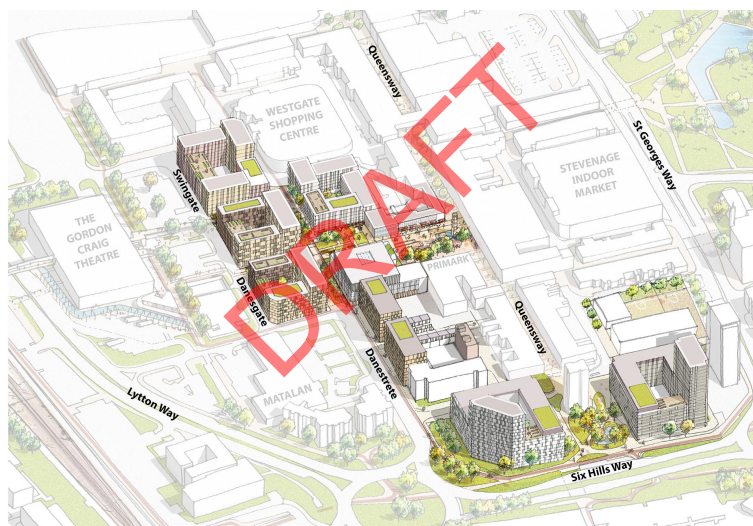 Queensway
WESTGATE
SHOPPING
CENTRE
St Georges Way
STEVENAGE
INDOOR
MARKET
Swingate
THE
GORDON
CRAIG
THEATRE
DRAFT
PRIMARK
Danesgate
Queensway
Danestrete
MATALAN
Lytton Way
Six Hills Way